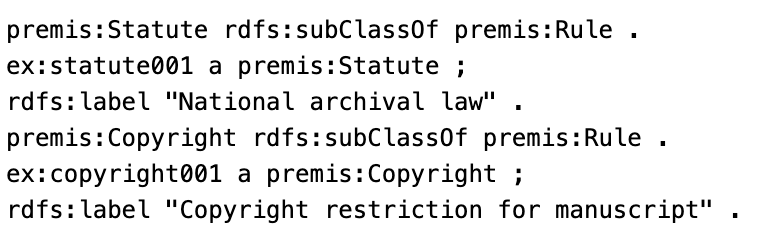 premis:Statute rdfs:subClassOf premis:Rule .
ex:statute001 a premis:Statute ;
rdfs:label "National archival law" .
premis:Copyright rdfs:subClassOf premis:Rule .
ex:copyright001 a premis:Copyright ;
rdfs:label "Copyright restriction for manuscript" .